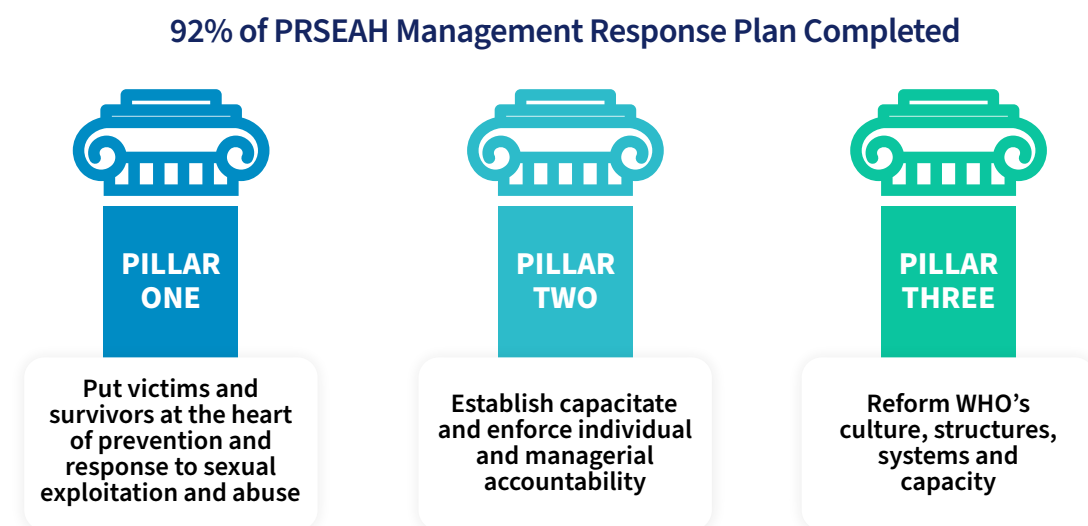 92% of PRSEAH Management Response Plan Completed
PILLAR
ONE
Put victims and
survivors at the heart
of prevention and
response to sexual
exploitation and abuse
PILLAR
TWO
Establish capacitate
and enforce individual
and managerial
accountability
PILLAR
THREE
Reform WHO’s
culture, structures,
systems and
capacity